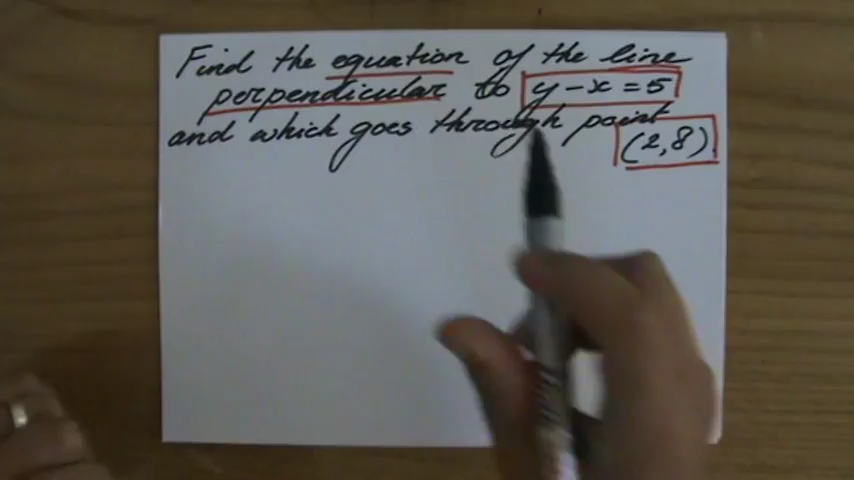 Find the equation of the line
perpendicular to y - x = 5
and which goes through point
(2,8).